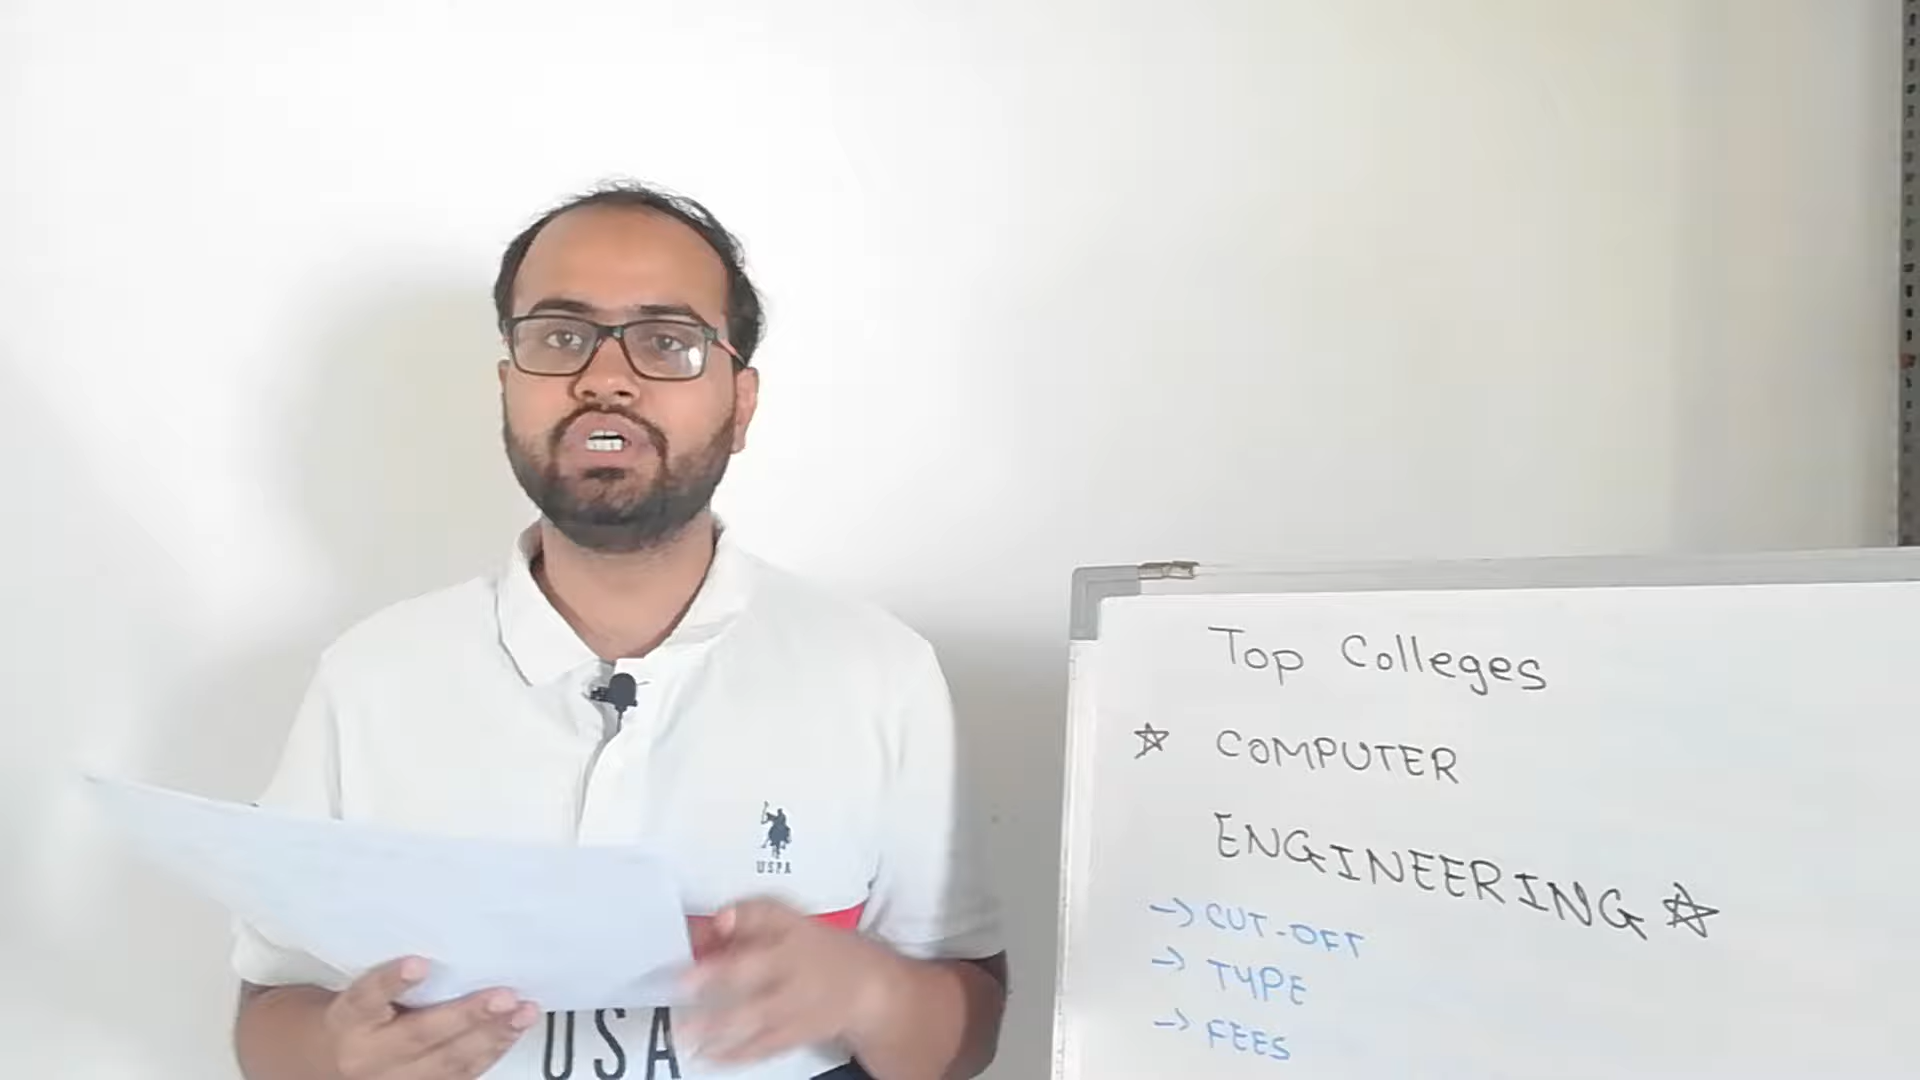 Top Colleges
☆ COMPUTER
ENGINEERING ☆
→ CUT-OFF
→ TYPE
→ FEES
USPA
USA